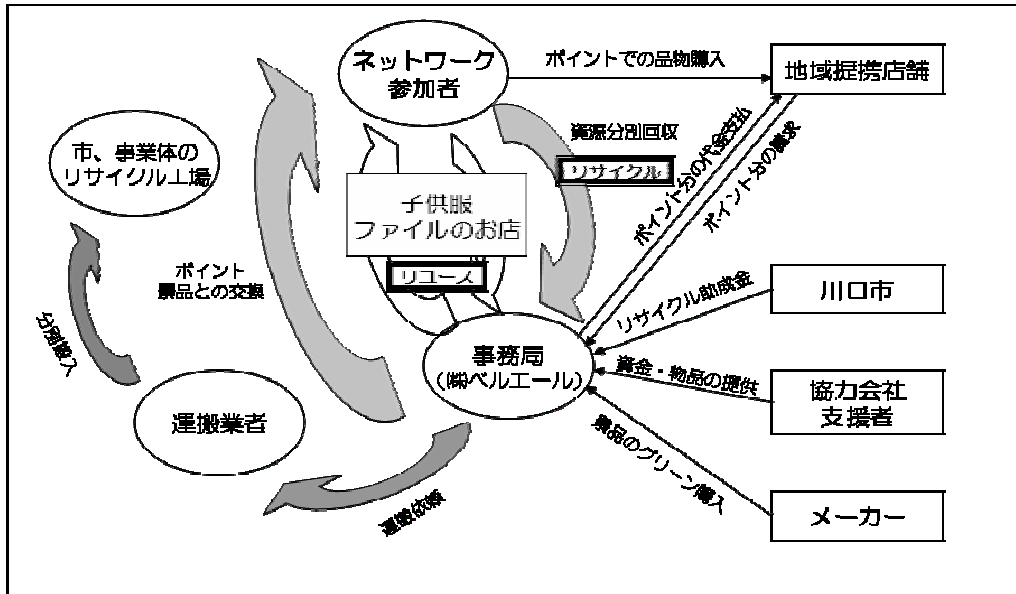 ネットワーク
参加者
ポイントでの品物購入
地域提携店舗
資源分別回収
リサイクル
ポイント分の代金支払
ポイント分の請求
市、事業体の
リサイクル工場
子供服
ファイルのお店
リユース
ポイント
景品との交換
川口市
リサイクル助成金
分別搬入
事務局
(㈱ベルエール)
資金・物品の提供
協力会社
支援者
運搬業者
景品のグリーン購入
運搬依頼
メーカー